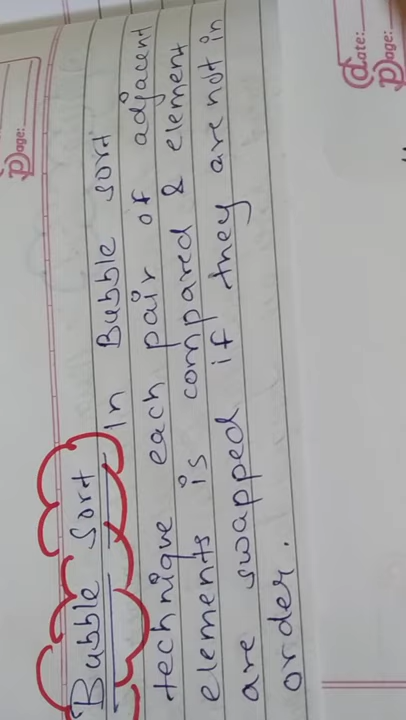 Date:
Page:
Page:
Bubble Sort
In Bubble sort
technique each pair of adjacent
elements is compared & element
are swapped if they are not in
order.